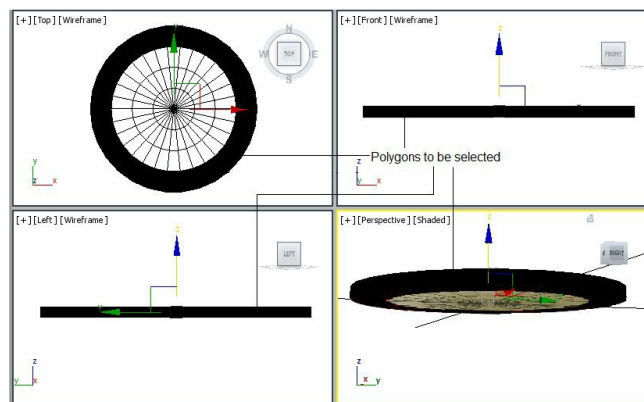 [+] [Top] [Wireframe]
N
W
TOP
E
S
y
y
z
x
[+] [Front] [Wireframe]
z
FRONT
x
z
y
x
Polygons to be selected
[+] [Left] [Wireframe]
z
LEFT
y
z
y
x
[+] [Perspective] [Shaded]
z
RIGHT
z
x
y